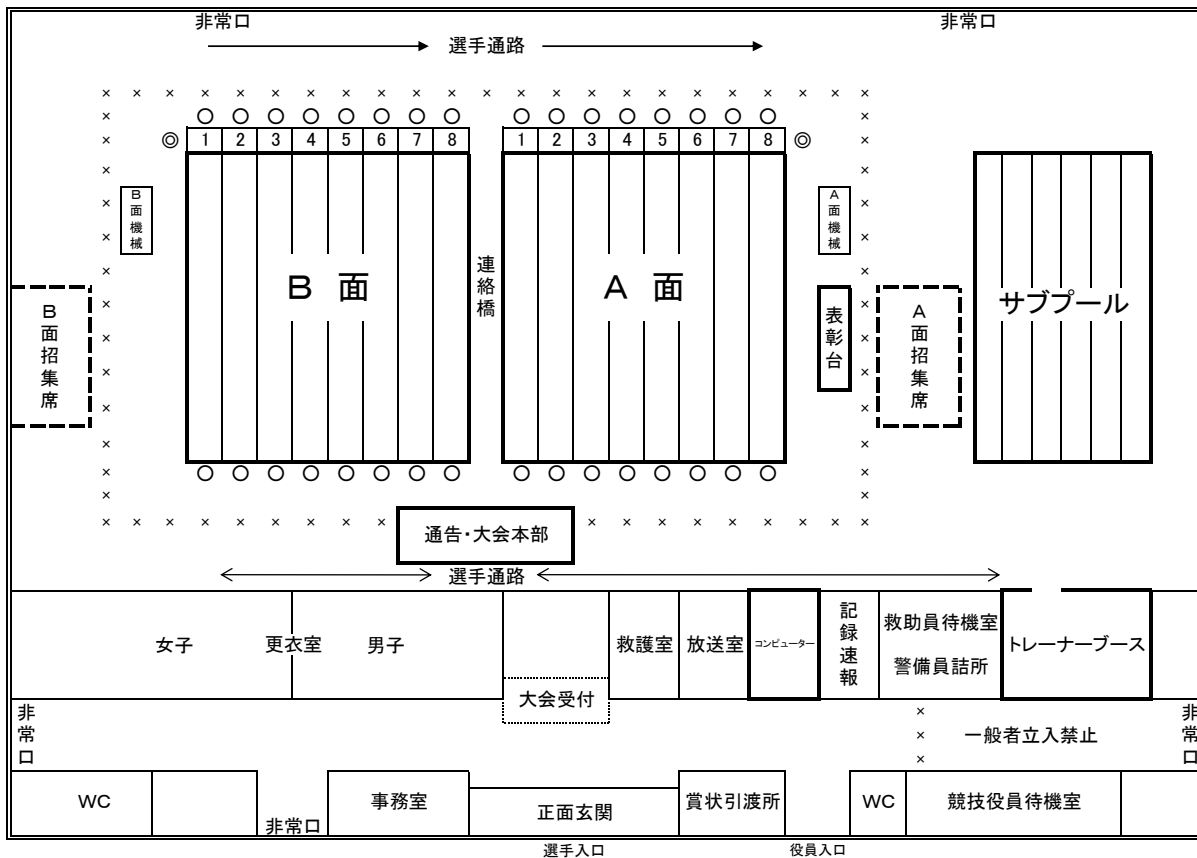 非常口 非常口
選手通路
1 2 3 4 5 6 7 8 1 2 3 4 5 6 7 8
B面機械
A面機械
B 面
連絡橋
A 面
サブプール
B面招集席
表彰台
A面招集席
通告・大会本部
選手通路
女子 更衣室 男子 救護室 放送室 コンピューター 記録速報
救助員待機室
警備員詰所
トレーナーブース
大会受付
非常口
一般者立入禁止
非常口
WC 事務室 正面玄関 賞状引渡所 WC 競技役員待機室
非常口
選手入口 役員入口